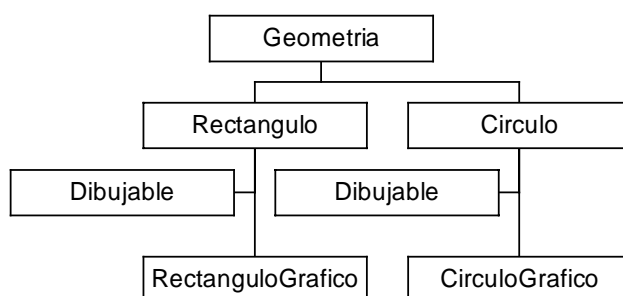 Geometria
Rectangulo
Circulo
Dibujable
Dibujable
RectanguloGrafico
CirculoGrafico